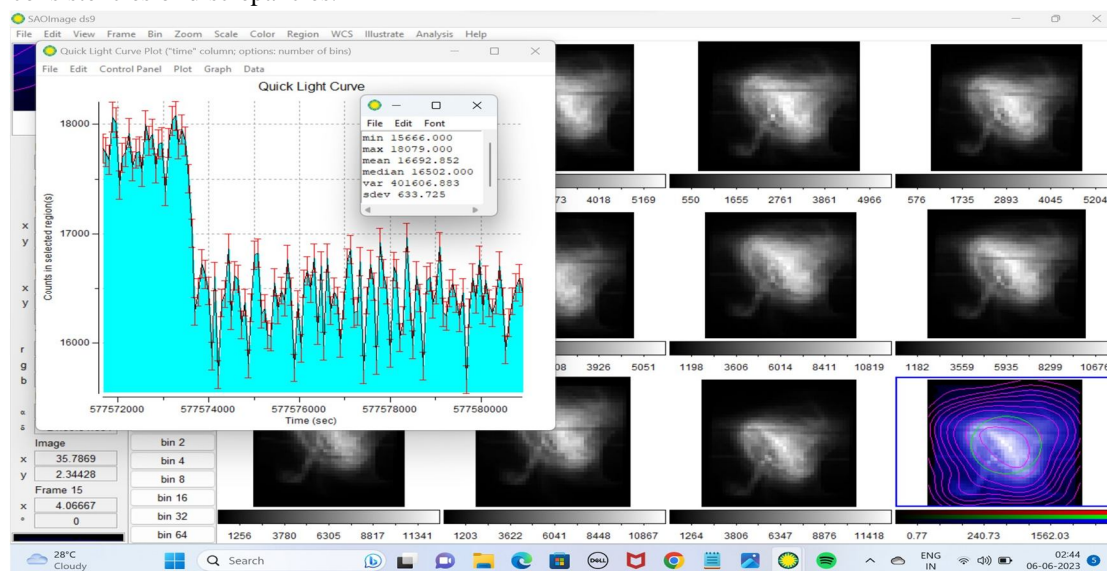 SAOImage ds9
File Edit View Frame Bin Zoom Scale Color Region WCS Illustrate Analysis Help
Quick Light Curve Plot ("time" column; options: number of bins)
File Edit Control Panel Plot Graph Data
Quick Light Curve
File Edit Font
min 15666.000
max 18079.000
mean 16692.852
median 16502.000
var 401606.883
sdev 633.725
18000
17000
16000
Counts in selected region(s)
577572000 577574000 577576000 577578000 577580000
Time (sec)
4018 5169
550 1655 2761 3861 4966
576 1735 2893 4045 5204
3926 5051
1198 3606 6014 8411 10819
1182 3559 5935 8299 10676
x
y
x
y
r
g
b
Image
x 35.7869
y 2.34428
Frame 15
x 4.06667
° 0
bin 2
bin 4
bin 8
bin 16
bin 32
bin 64
1256 3780 6305 8817 11341
1203 3622 6041 8448 10867
1264 3806 6347 8876 11418
0.77 240.73 1562.03
28°C
Cloudy
Search
DELL
ENG
IN
02:44
06-06-2023
5